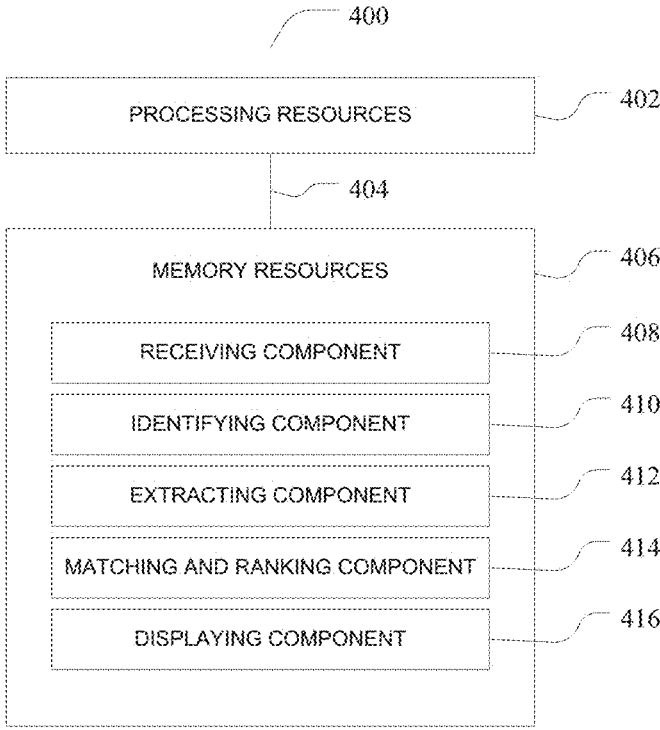 400
PROCESSING RESOURCES
402
404
MEMORY RESOURCES
406
RECEIVING COMPONENT
408
IDENTIFYING COMPONENT
410
EXTRACTING COMPONENT
412
MATCHING AND RANKING COMPONENT
414
DISPLAYING COMPONENT
416